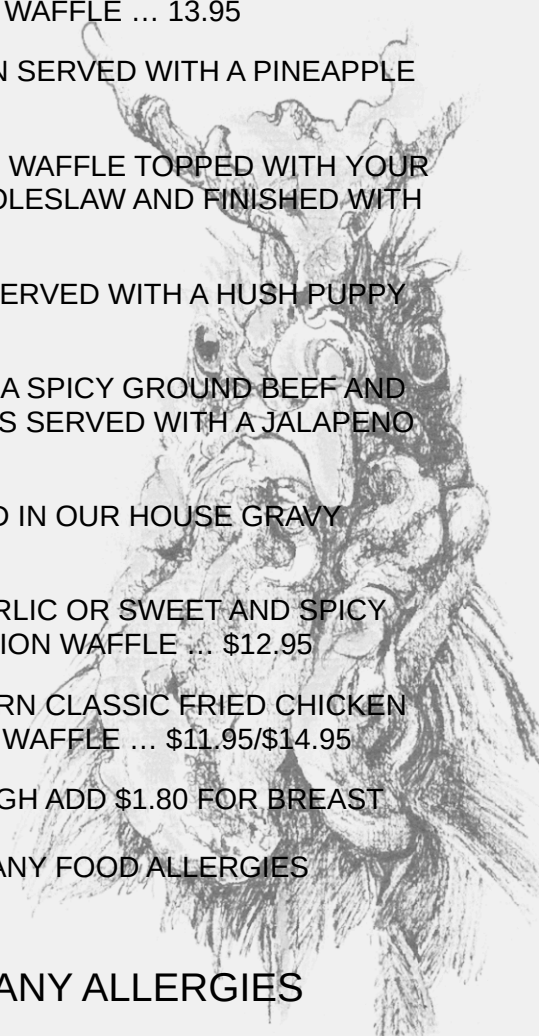 WAFFLE … 13.95
N SERVED WITH A PINEAPPLE
WAFFLE TOPPED WITH YOUR
OLESLAW AND FINISHED WITH
ERVED WITH A HUSH PUPPY
A SPICY GROUND BEEF AND
S SERVED WITH A JALAPENO
D IN OUR HOUSE GRAVY
RLIC OR SWEET AND SPICY
ION WAFFLE … $12.95
RN CLASSIC FRIED CHICKEN
WAFFLE … $11.95/$14.95
GH ADD $1.80 FOR BREAST
ANY FOOD ALLERGIES
ANY ALLERGIES